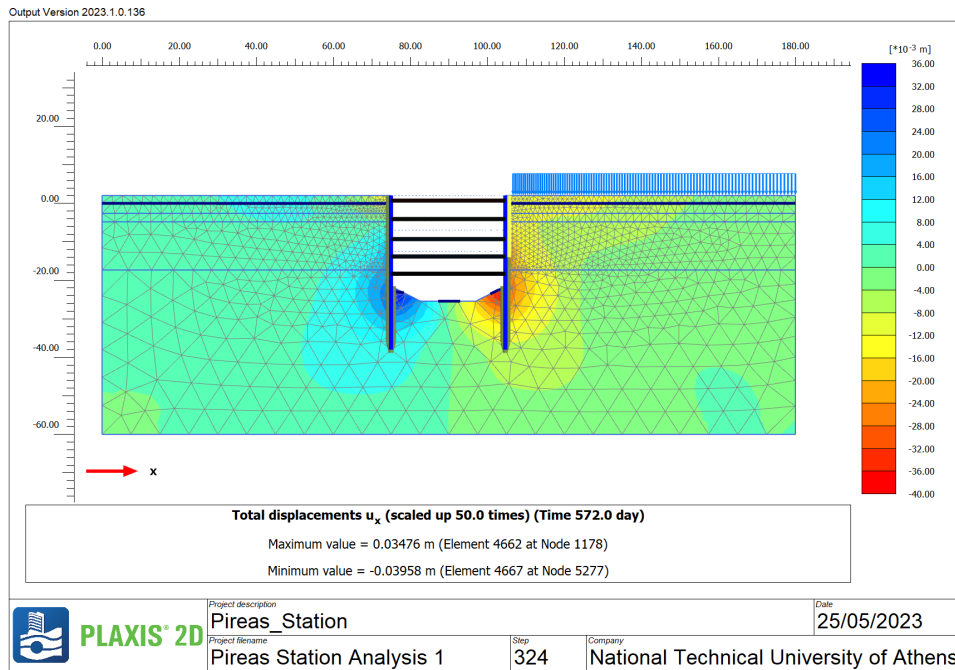 Output Version 2023.1.0.136
0.00 20.00 40.00 60.00 80.00 100.00 120.00 140.00 160.00 180.00
[*10⁻³ m]
20.00
0.00
-20.00
-40.00
-60.00
36.00
32.00
28.00
24.00
20.00
16.00
12.00
8.00
4.00
0.00
-4.00
-8.00
-12.00
-16.00
-20.00
-24.00
-28.00
-32.00
-36.00
-40.00
x
Total displacements uₓ (scaled up 50.0 times) (Time 572.0 day)
Maximum value = 0.03476 m (Element 4662 at Node 1178)
Minimum value = -0.03958 m (Element 4667 at Node 5277)
PLAXIS® 2D
Project description
Pireas_Station
Date
25/05/2023
Project filename
Pireas Station Analysis 1
Step
324
Company
National Technical University of Athens